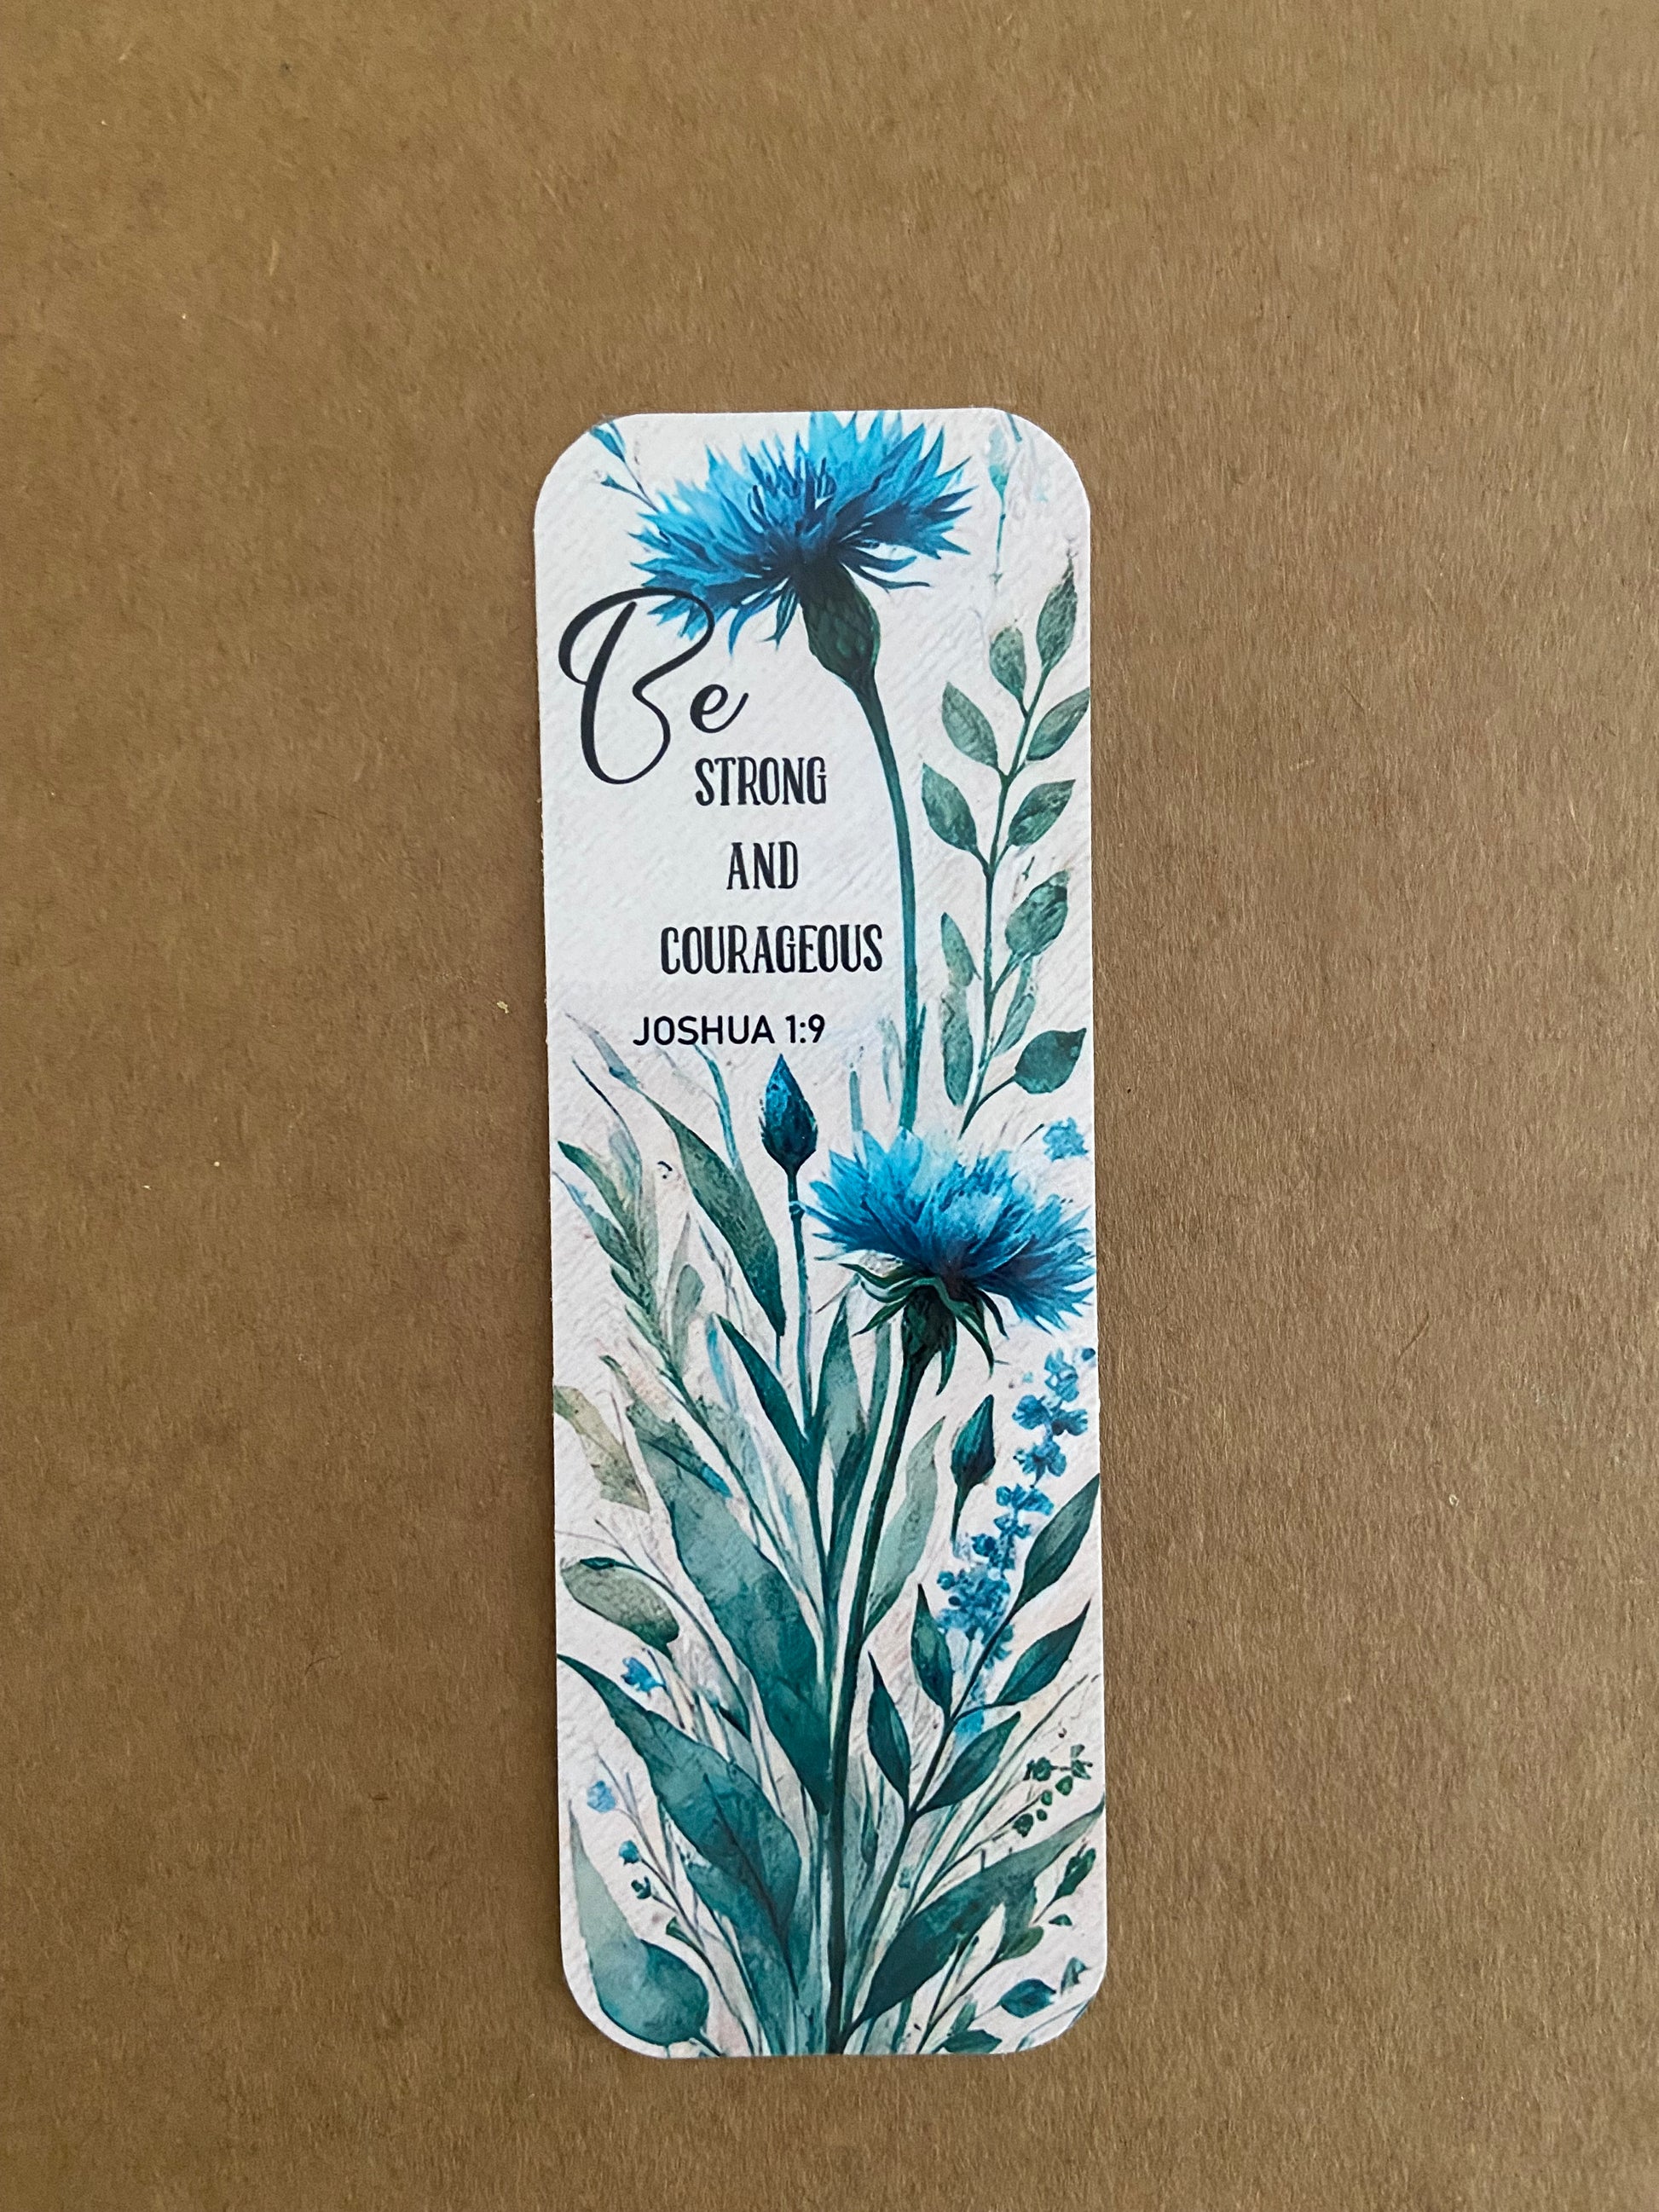 Be
STRONG
AND
COURAGEOUS
JOSHUA 1:9